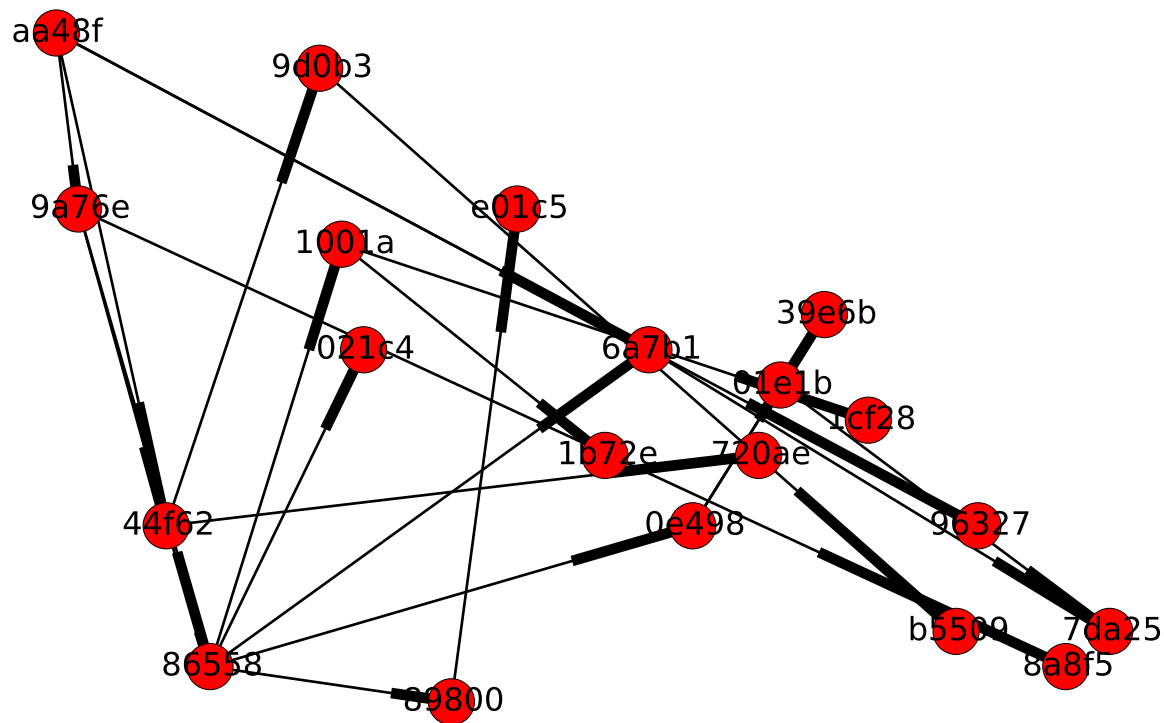 aa48f
9d0b3
9a76e
e01c5
1001a
39e6b
021c4
6a7b1
61e1b
1cf28
1b72e
720ae
44f62
0e498
96327
b5509
7da25
86558
8a8f5
89800